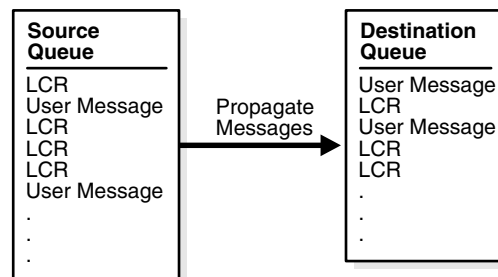 Source
Queue
LCR
User Message
LCR
LCR
LCR
User Message
.
.
.
Propagate
Messages
Destination
Queue
User Message
LCR
User Message
LCR
LCR
.
.
.